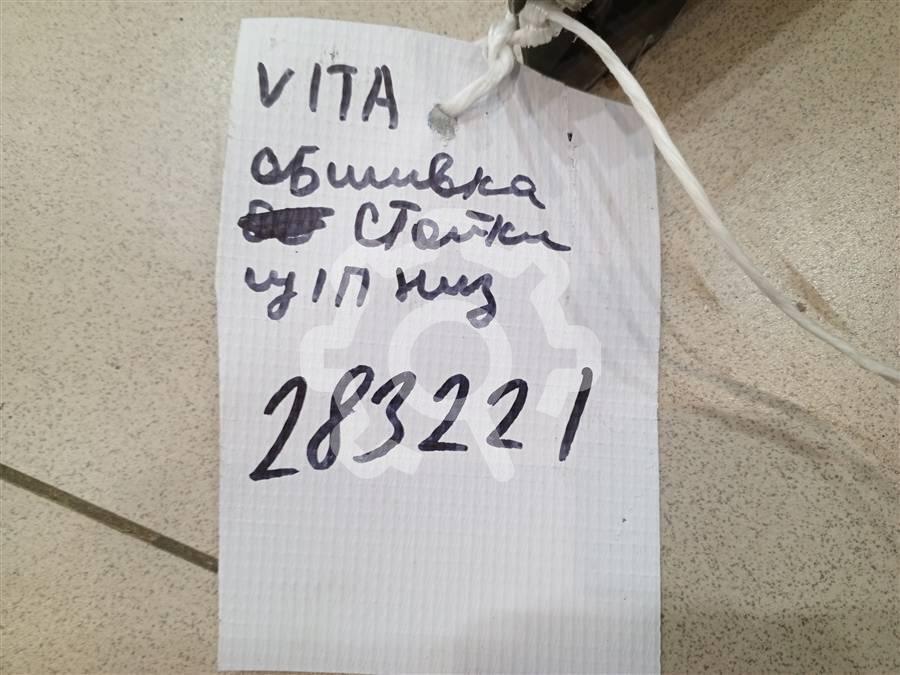 VITA
обшивка
стойки
ц/п низ
283221